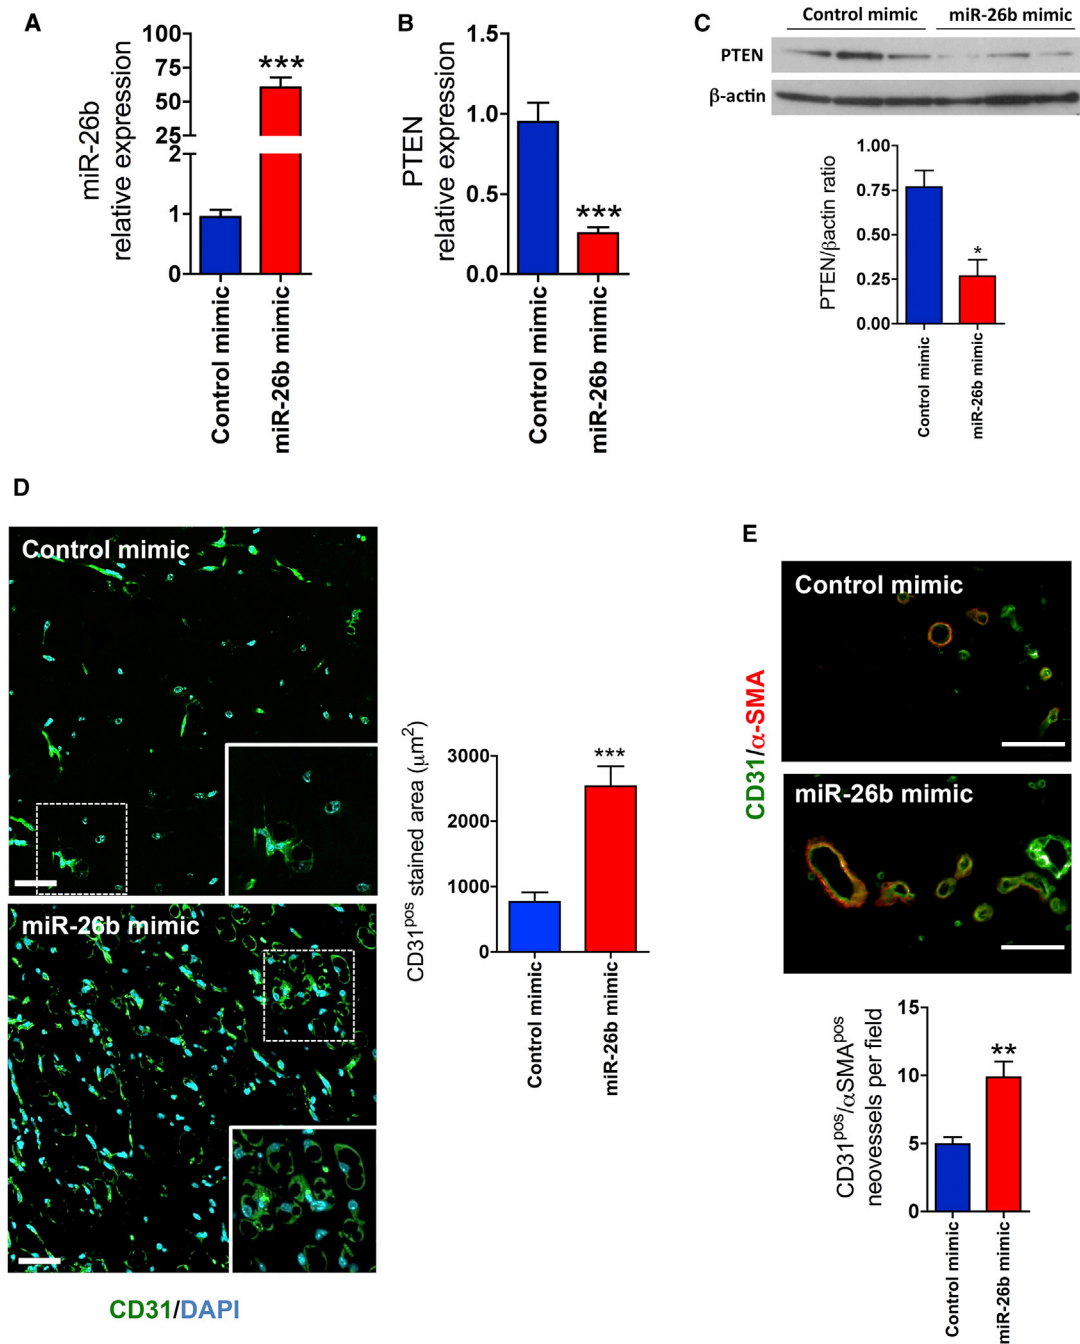 A
miR-26b
relative expression
100
75
50
25
2
1
0
***
Control mimic
miR-26b mimic
B
PTEN
relative expression
1.5
1.0
0.5
0.0
***
Control mimic
miR-26b mimic
C
Control mimic
miR-26b mimic
PTEN
β-actin
PTEN/βactin ratio
1.00
0.75
0.50
0.25
0.00
*
Control mimic
miR-26b mimic
D
Control mimic
miR-26b mimic
CD31/DAPI
CD31pos stained area (μm2)
3000
2000
1000
0
***
Control mimic
miR-26b mimic
E
CD31/α-SMA
Control mimic
miR-26b mimic
CD31pos/αSMApos
neovessels per field
15
10
5
0
**
Control mimic
miR-26b mimic